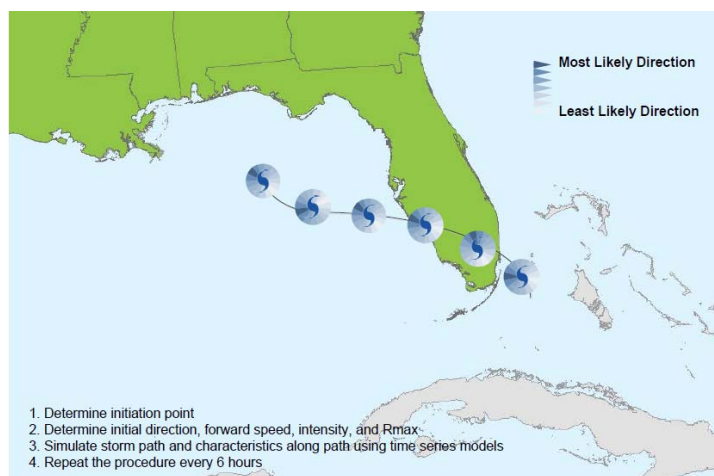 Most Likely Direction
Least Likely Direction
1. Determine initiation point
2. Determine initial direction, forward speed, intensity, and Rmax
3. Simulate storm path and characteristics along path using time series models
4. Repeat the procedure every 6 hours